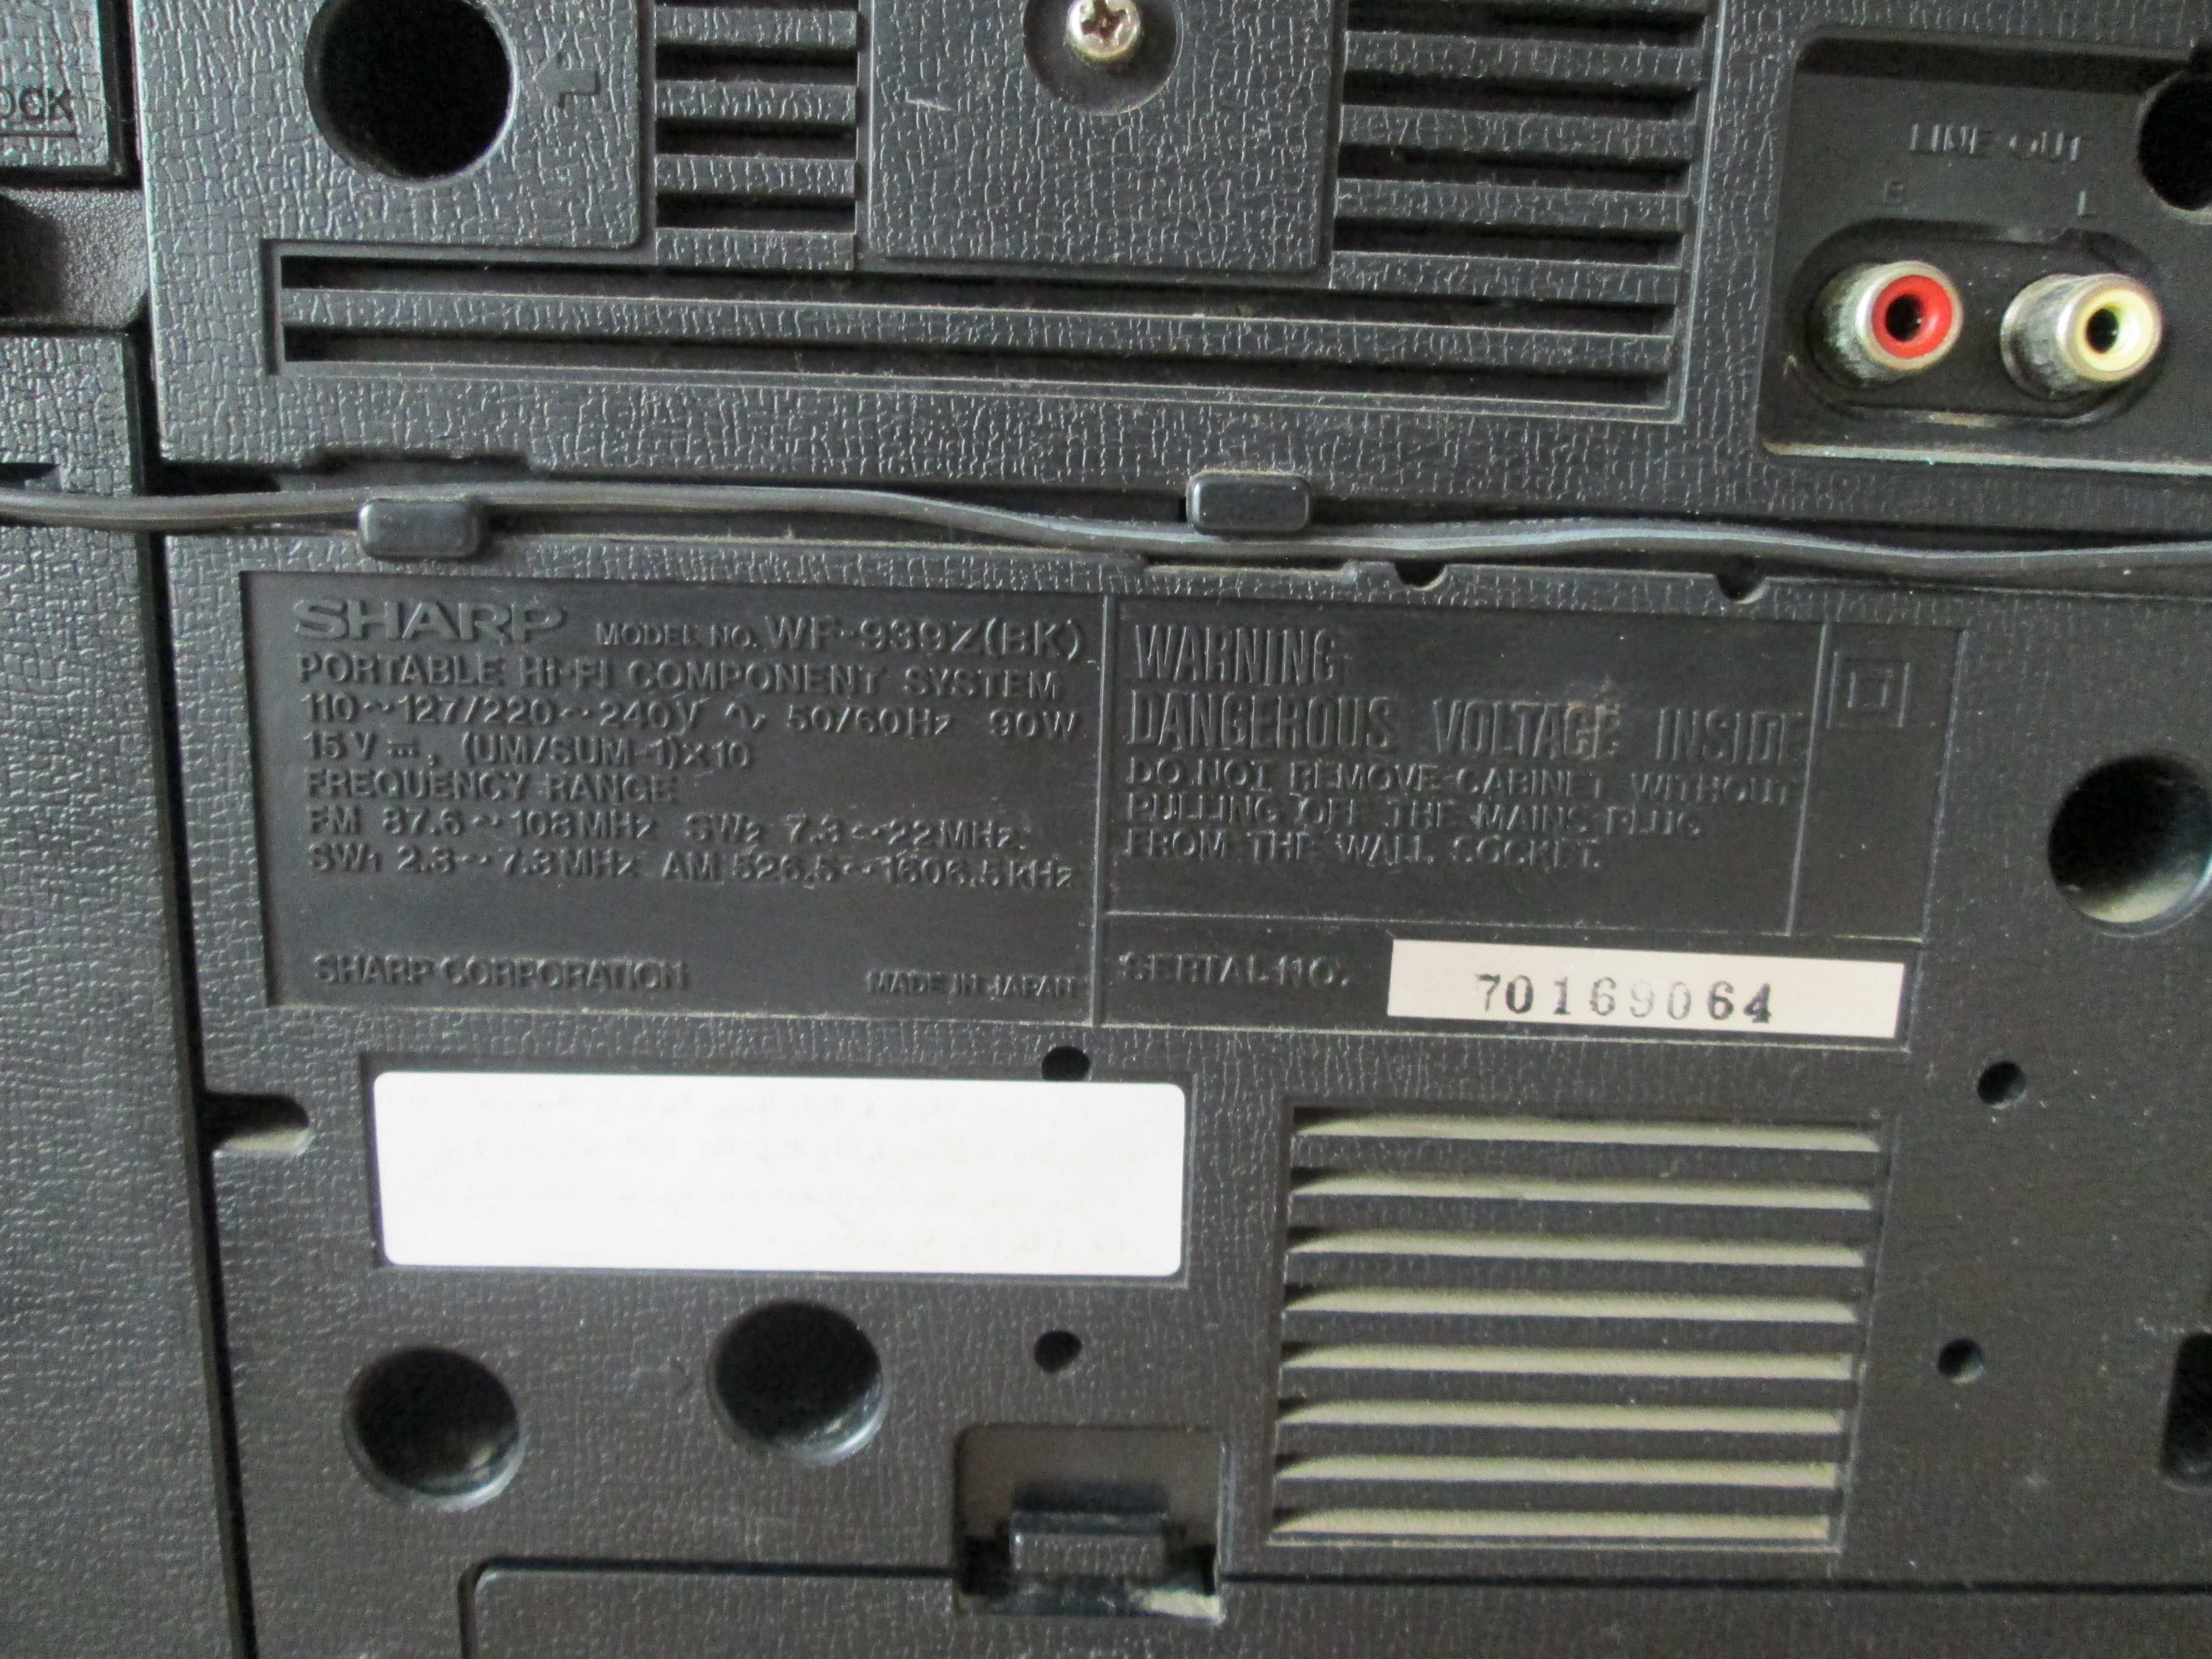 OCK
LINE OUT
R L
SHARP MODEL NO. WF-939Z(BK)
PORTABLE Hi-Fi COMPONENT SYSTEM
110~127/220~240V ∿ 50/60Hz 90W
15V ⎓, (UM/SUM-1)×10
FREQUENCY RANGE
FM 87.6~108MHz SW2 7.3~22MHz
SW1 2.3~7.3MHz AM 526.5~1606.5kHz
SHARP CORPORATION MADE IN JAPAN
WARNING
DANGEROUS VOLTAGE INSIDE
DO NOT REMOVE CABINET WITHOUT
PULLING OFF THE MAINS PLUG
FROM THE WALL SOCKET.
SERIAL NO. 70169064